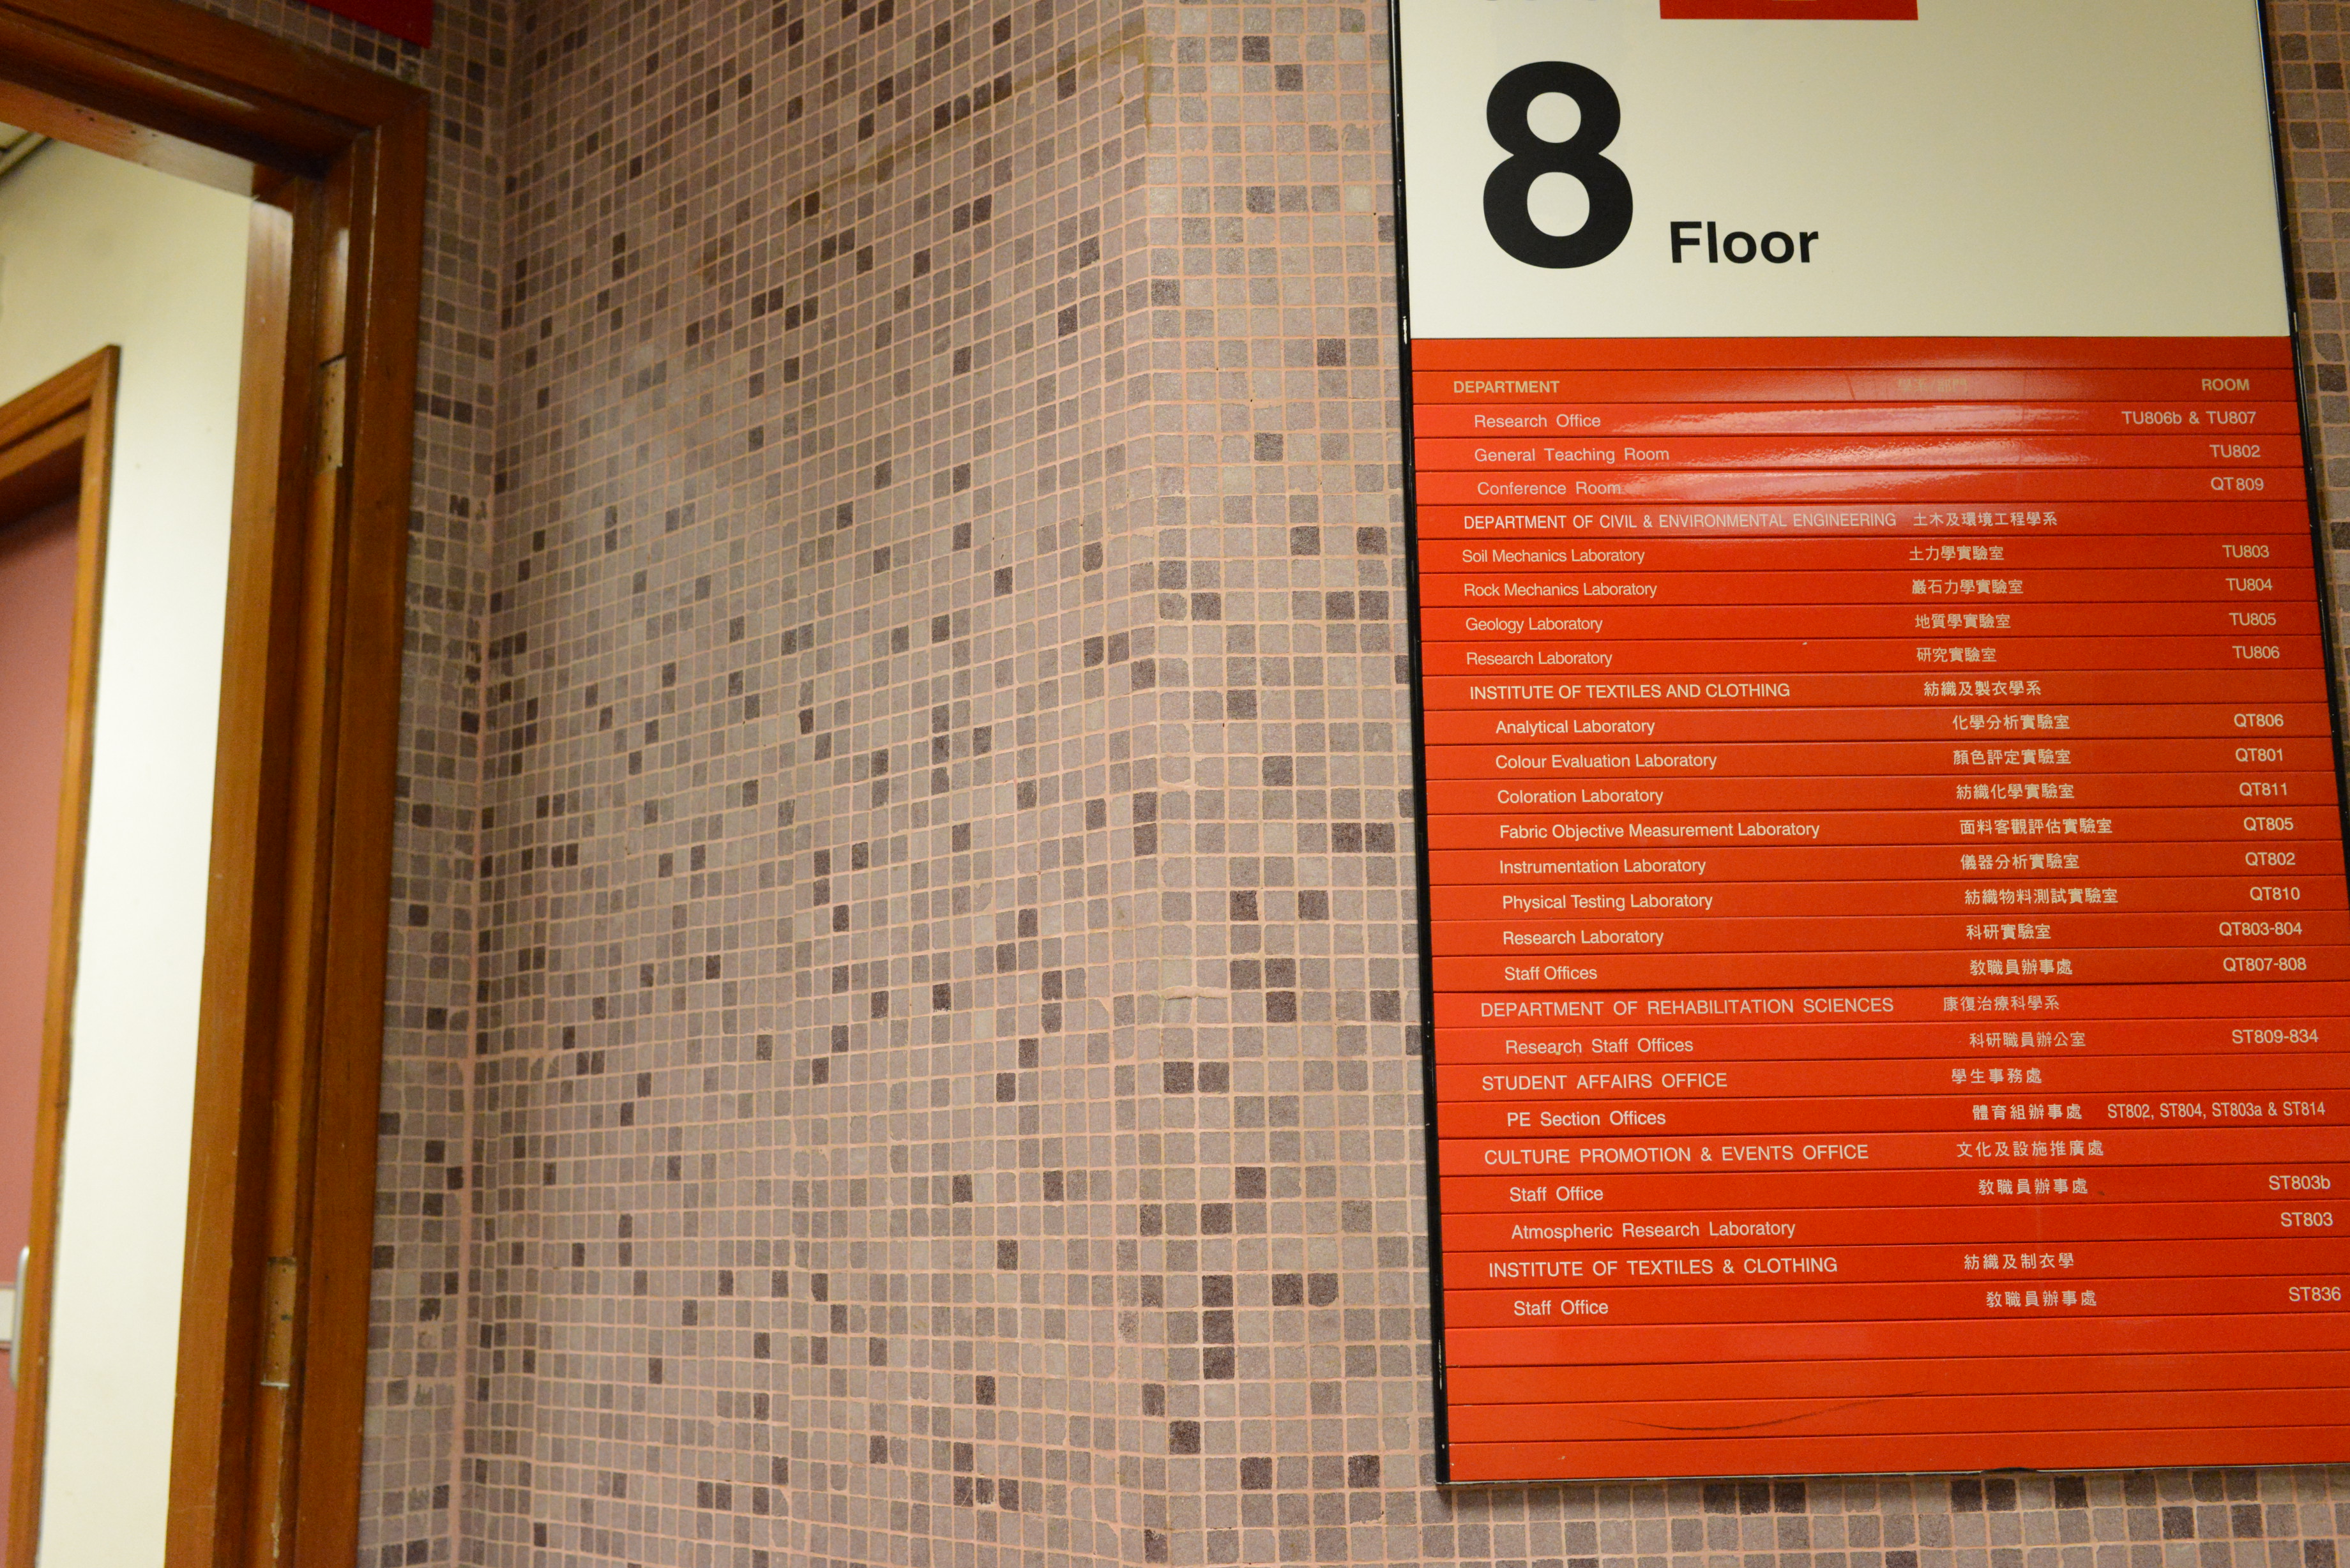 8 Floor
DEPARTMENT 學系/部門 ROOM
Research Office TU806b & TU807
General Teaching Room TU802
Conference Room QT809
DEPARTMENT OF CIVIL & ENVIRONMENTAL ENGINEERING 土木及環境工程學系
Soil Mechanics Laboratory 土力學實驗室 TU803
Rock Mechanics Laboratory 巖石力學實驗室 TU804
Geology Laboratory 地質學實驗室 TU805
Research Laboratory 研究實驗室 TU806
INSTITUTE OF TEXTILES AND CLOTHING 紡織及製衣學系
Analytical Laboratory 化學分析實驗室 QT806
Colour Evaluation Laboratory 顏色評定實驗室 QT801
Coloration Laboratory 紡織化學實驗室 QT811
Fabric Objective Measurement Laboratory 面料客觀評估實驗室 QT805
Instrumentation Laboratory 儀器分析實驗室 QT802
Physical Testing Laboratory 紡織物料測試實驗室 QT810
Research Laboratory 科研實驗室 QT803-804
Staff Offices 教職員辦事處 QT807-808
DEPARTMENT OF REHABILITATION SCIENCES 康復治療科學系
Research Staff Offices 科研職員辦公室 ST809-834
STUDENT AFFAIRS OFFICE 學生事務處
PE Section Offices 體育組辦事處 ST802, ST804, ST803a & ST814
CULTURE PROMOTION & EVENTS OFFICE 文化及設施推廣處
Staff Office 教職員辦事處 ST803b
Atmospheric Research Laboratory ST803
INSTITUTE OF TEXTILES & CLOTHING 紡織及制衣學
Staff Office 教職員辦事處 ST836